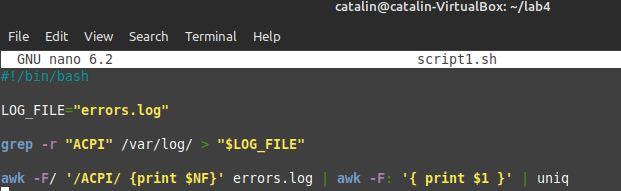 catalin@catalin-VirtualBox: ~/lab4
File Edit View Search Terminal Help
GNU nano 6.2 script1.sh
#!/bin/bash
LOG_FILE="errors.log"
grep -r "ACPI" /var/log/ > "$LOG_FILE"
awk -F/ '/ACPI/ {print $NF}' errors.log | awk -F: '{ print $1 }' | uniq